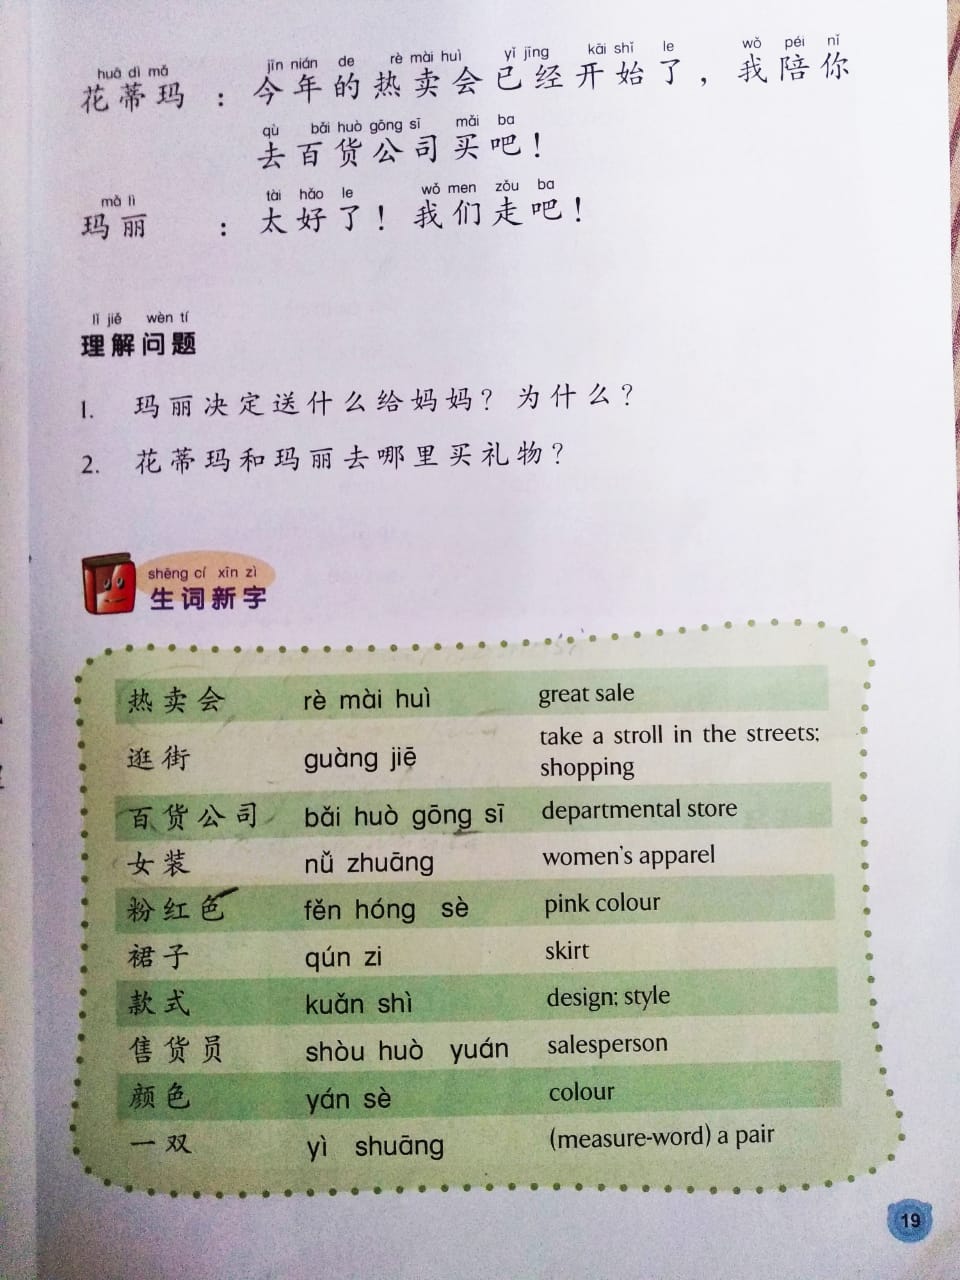 huā dì mǎ jīn nián de rè mài huì yǐ jīng kāi shǐ le wǒ péi nǐ
花蒂玛：今年的热卖会已经开始了，我陪你
qù bǎi huò gōng sī mǎi ba
去百货公司买吧！
mǎ lì tài hǎo le wǒ men zǒu ba
玛丽：太好了！我们走吧！
lǐ jiě wèn tí
理解问题
1. 玛丽决定送什么给妈妈？为什么？
2. 花蒂玛和玛丽去哪里买礼物？
shēng cí xīn zì
生词新字
热卖会 rè mài huì great sale
逛街 guàng jiē take a stroll in the streets; shopping
百货公司 bǎi huò gōng sī departmental store
女装 nǚ zhuāng women's apparel
粉红色 fěn hóng sè pink colour
裙子 qún zi skirt
款式 kuǎn shì design; style
售货员 shòu huò yuán salesperson
颜色 yán sè colour
一双 yì shuāng (measure-word) a pair
19